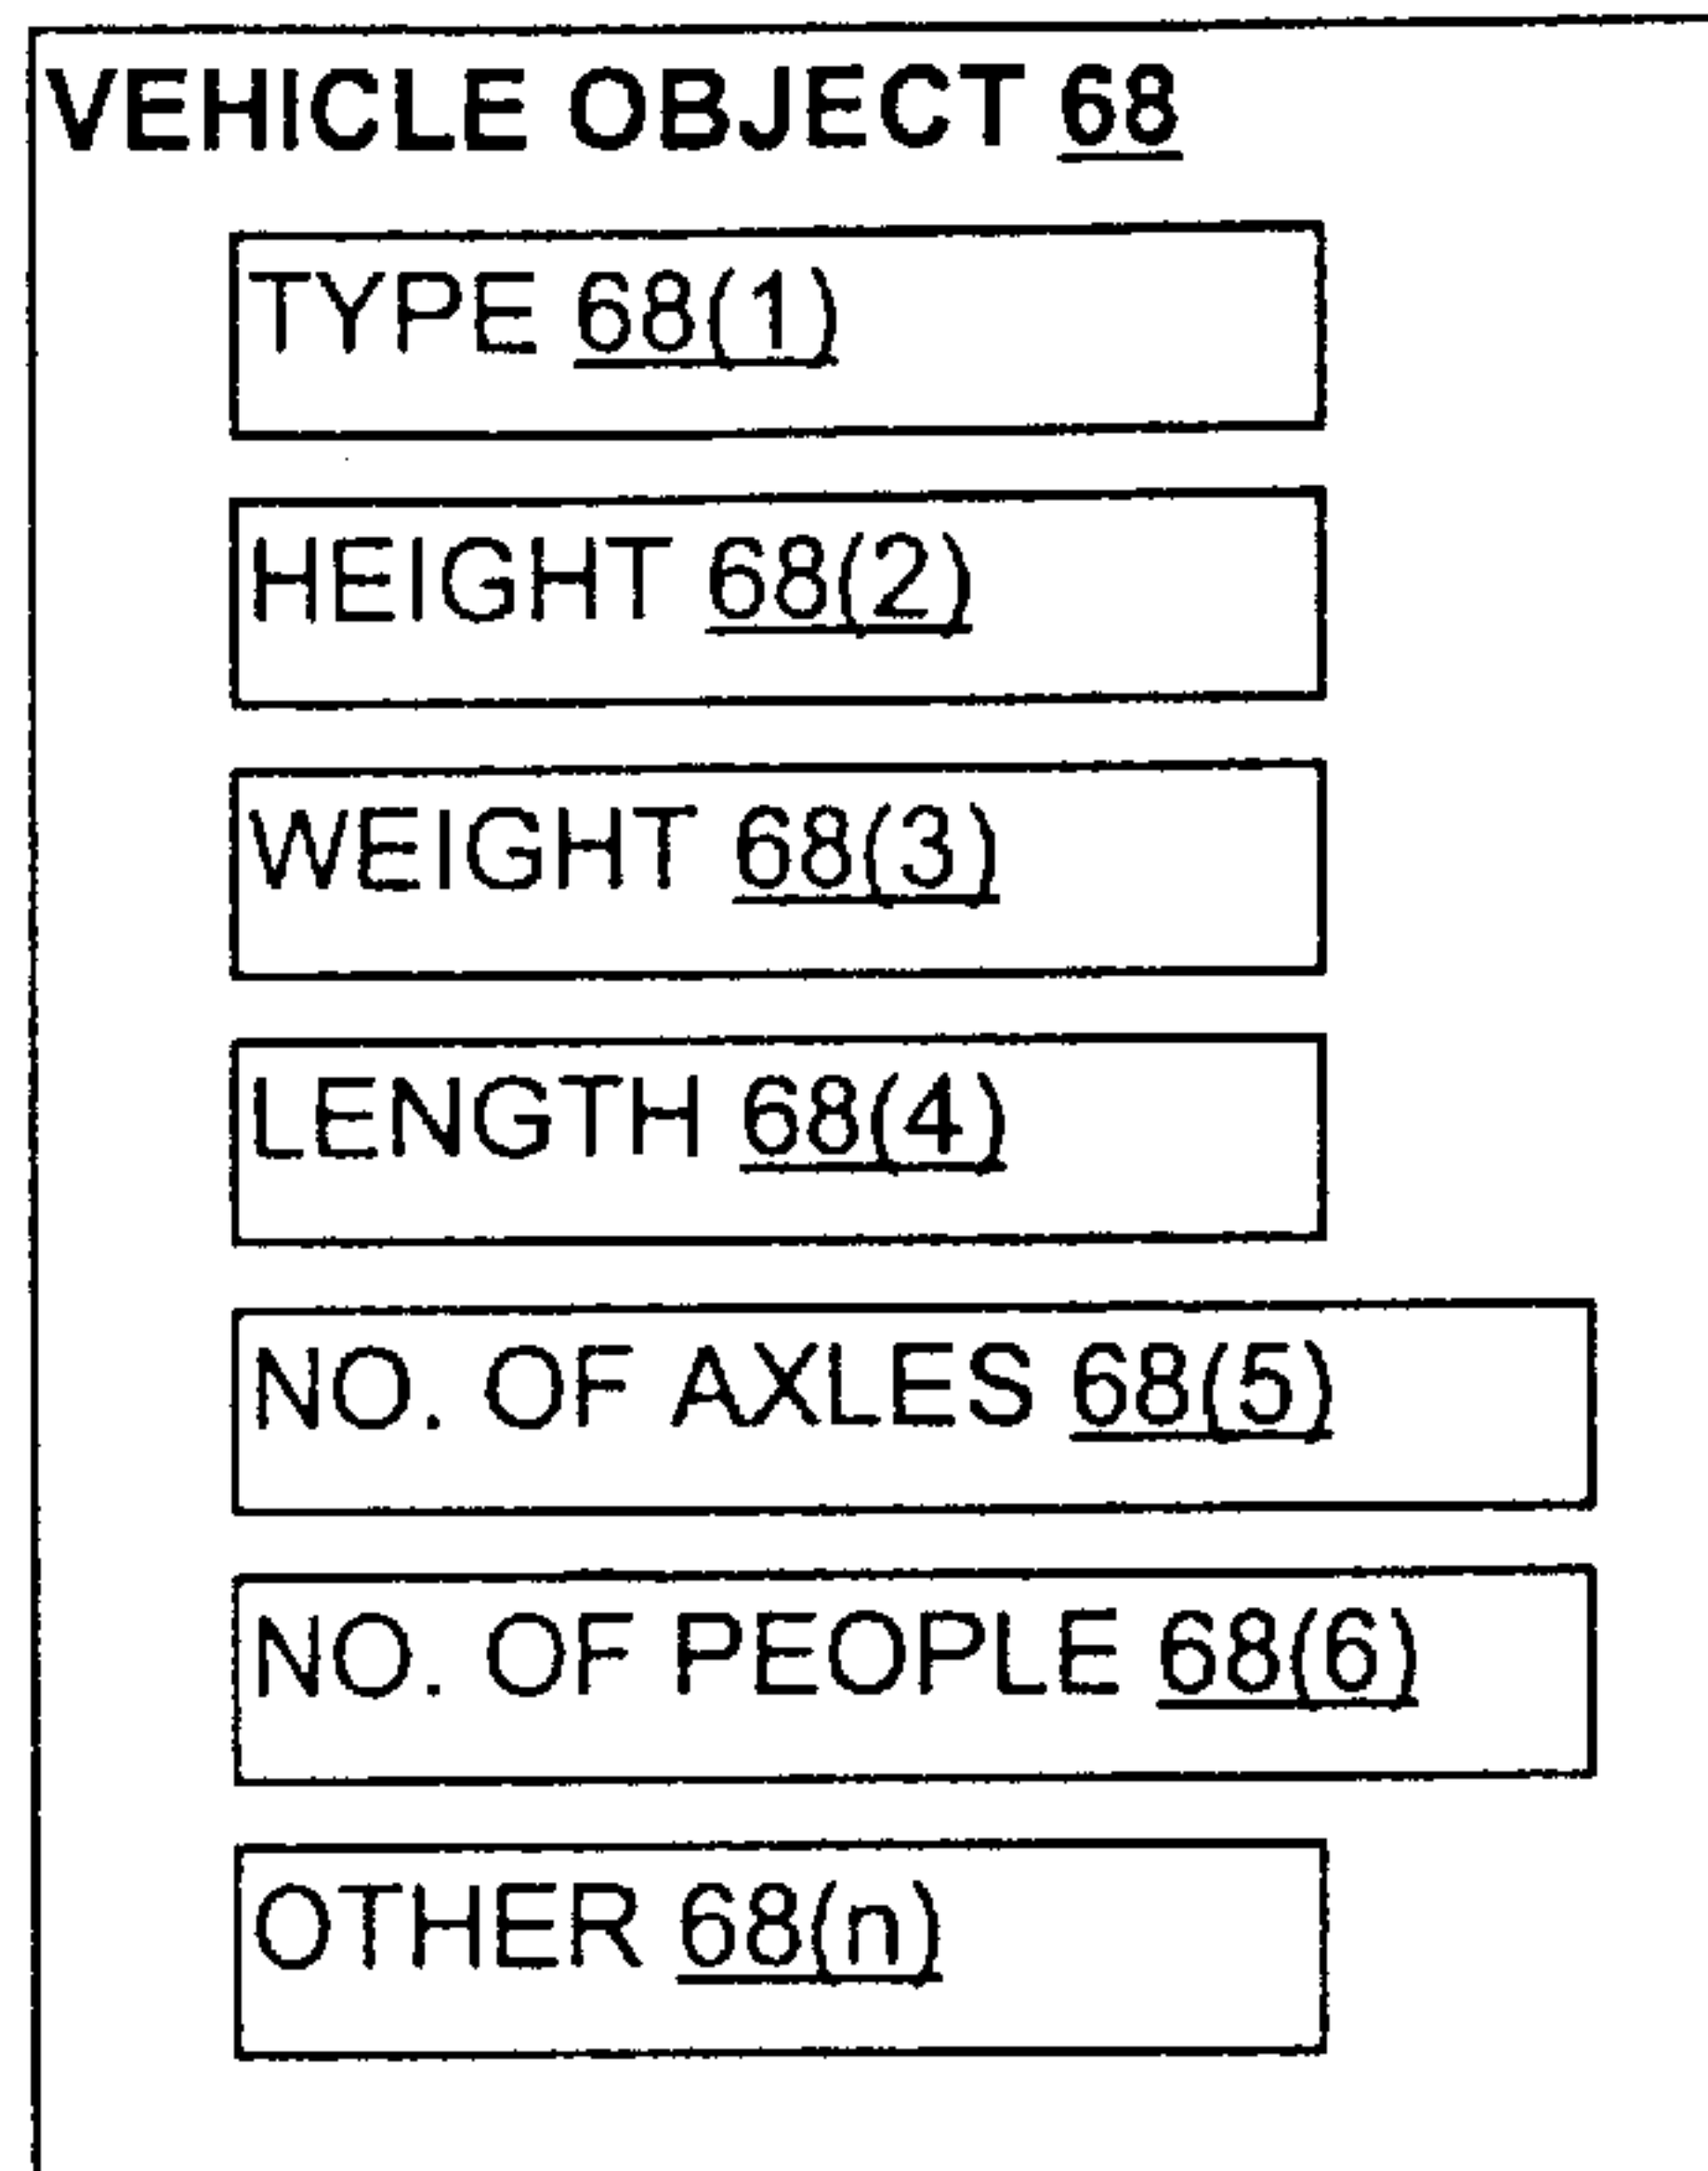 VEHICLE OBJECT 68
TYPE 68(1)
HEIGHT 68(2)
WEIGHT 68(3)
LENGTH 68(4)
NO. OF AXLES 68(5)
NO. OF PEOPLE 68(6)
OTHER 68(n)